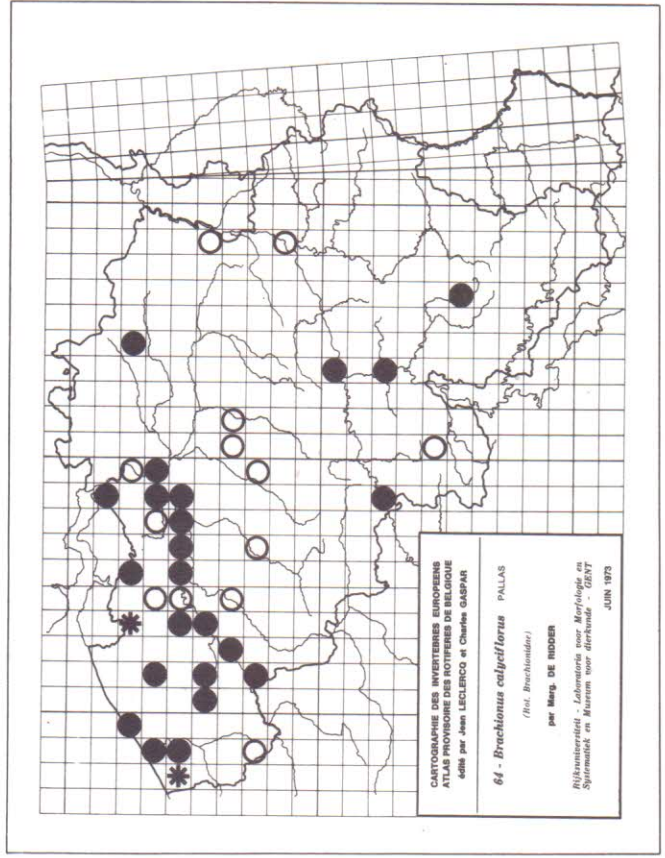 CARTOGRAPHIE DES INVERTEBRES EUROPEENS
ATLAS PROVISOIRE DES ROTIFERES DE BELGIQUE
édité par Jean LECLERCQ et Charles GASPAR
64 - Brachionus calyciflorus PALLAS
(Rot. Brachionidae)
par Marg. DE RIDDER
Rijksuniversiteit - Laboratoria voor Morfologie en
Systematiek en Museum voor dierkunde - GENT
JUIN 1973